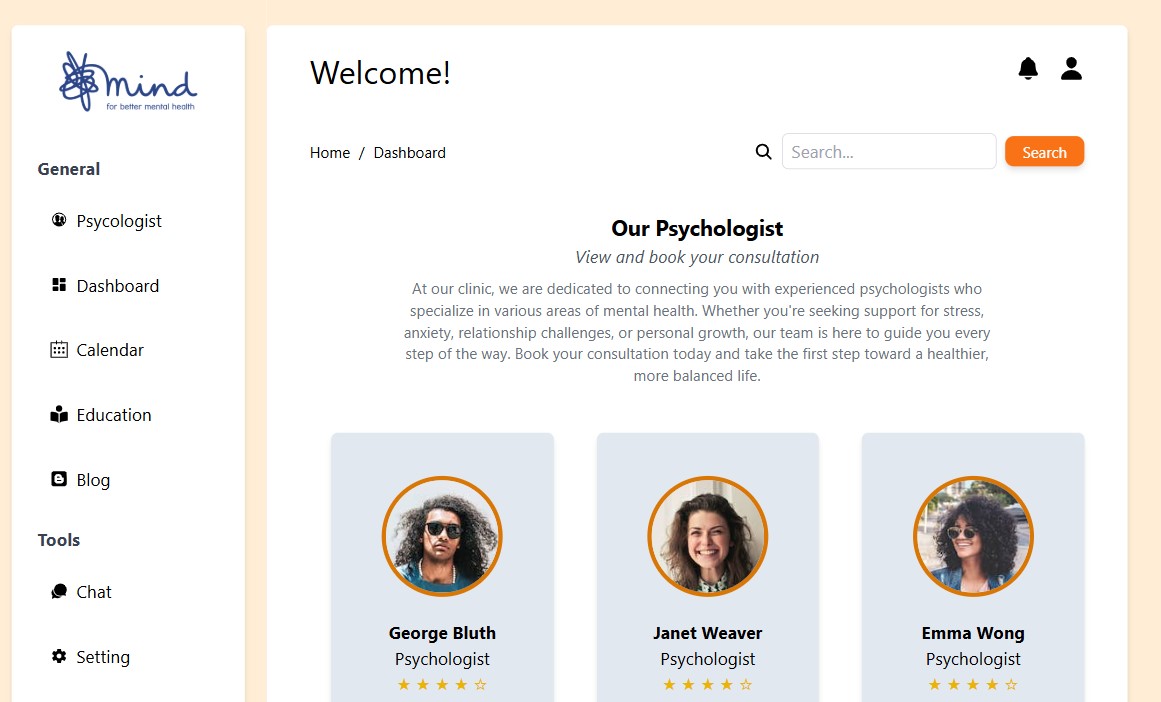 mind
for better mental health
General
Psycologist
Dashboard
Calendar
Education
Blog
Tools
Chat
Setting
Welcome!
Home / Dashboard
Search...
Search
Our Psychologist
View and book your consultation
At our clinic, we are dedicated to connecting you with experienced psychologists who
specialize in various areas of mental health. Whether you're seeking support for stress,
anxiety, relationship challenges, or personal growth, our team is here to guide you every
step of the way. Book your consultation today and take the first step toward a healthier,
more balanced life.
George Bluth
Psychologist
Janet Weaver
Psychologist
Emma Wong
Psychologist